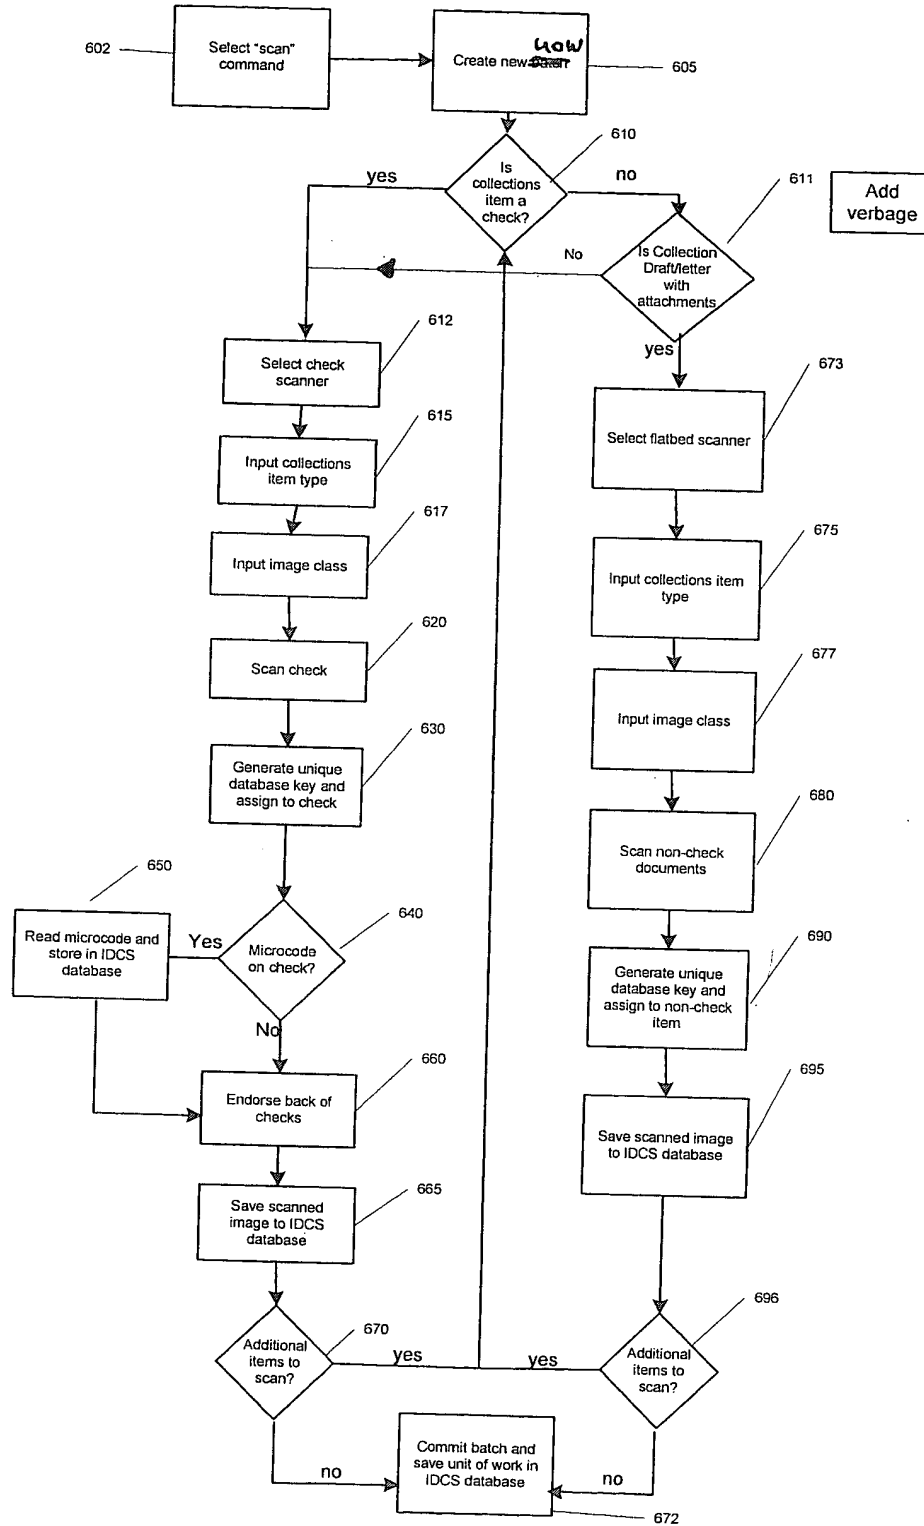 602
Select "scan"
command
UOW
Create new batch
605
610
Is
collections
item a
check?
yes
no
611
Add
verbage
Is Collection
Draft/letter
with
attachments
No
yes
612
Select check
scanner
615
Input collections
item type
617
Input image class
620
Scan check
630
Generate unique
database key and
assign to check
640
Microcode
on check?
Yes
650
Read microcode and
store in IDCS
database
No
660
Endorse back of
checks
665
Save scanned
image to IDCS
database
670
Additional
items to
scan?
yes
no
673
Select flatbed scanner
675
Input collections item
type
677
Input image class
680
Scan non-check
documents
690
Generate unique
database key and
assign to non-check
item
695
Save scanned image
to IDCS database
696
Additional
items to
scan?
yes
no
Commit batch and
save unit of work in
IDCS database
672